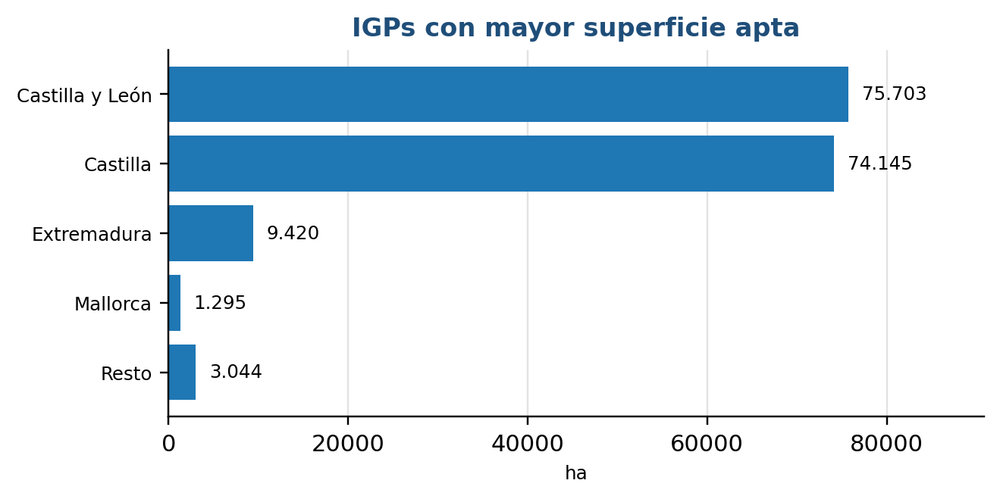 IGPs con mayor superficie apta
Castilla y León 75.703
Castilla 74.145
Extremadura 9.420
Mallorca 1.295
Resto 3.044
0 20000 40000 60000 80000
ha